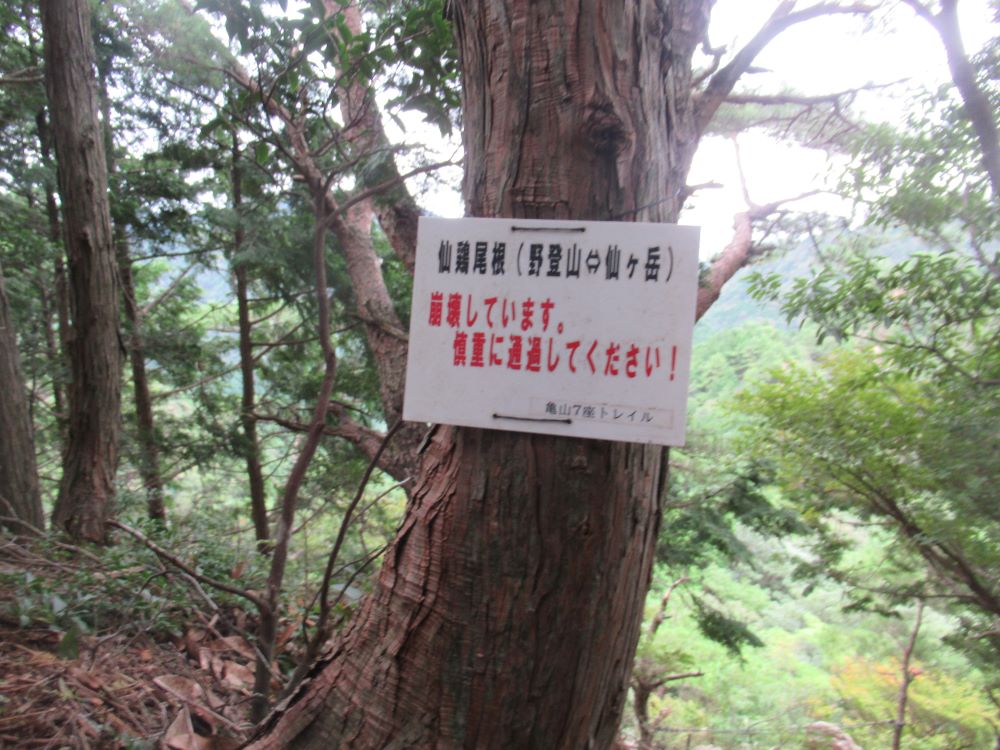 仙鶏尾根(野登山⇔仙ヶ岳)
崩壊しています。
慎重に通過してください!
亀山7座トレイル